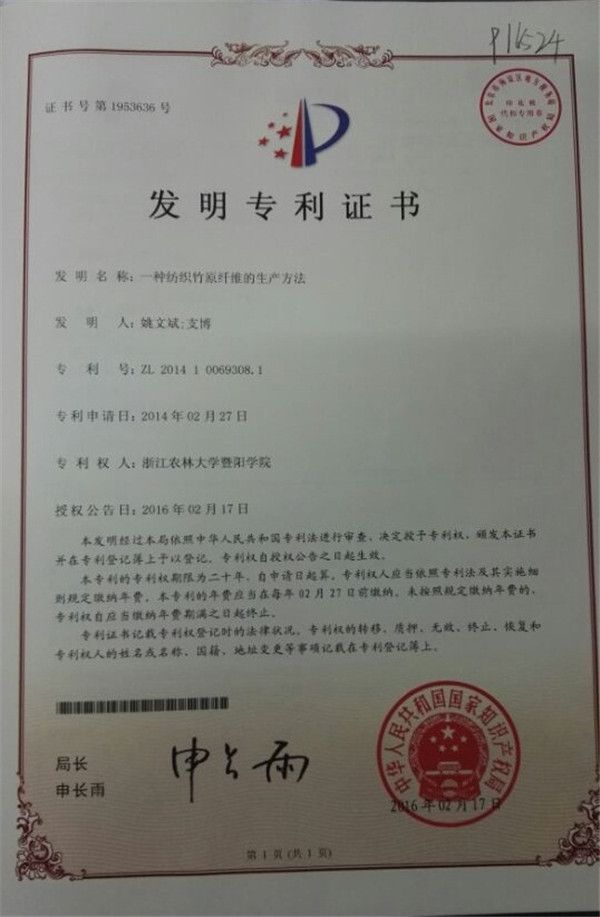 P11524
证书号第1953636号
发明专利证书
发明名称：一种纺织竹原纤维的生产方法
发明人：姚文斌;支博
专利号：ZL 2014 1 0069308.1
专利申请日：2014年02月27日
专利权人：浙江农林大学暨阳学院
授权公告日：2016年02月17日
本发明经过本局依照中华人民共和国专利法进行审查，决定授予专利权，颁发本证书
并在专利登记簿上予以登记。专利权自授权公告之日起生效。
本专利的专利权期限为二十年，自申请日起算。专利权人应当依照专利法及其实施细
则规定缴纳年费。本专利的年费应当在每年02月27日前缴纳。未按照规定缴纳年费的，
专利权自应当缴纳年费期满之日起终止。
专利证书记载专利权登记时的法律状况。专利权的转移、质押、无效、终止、恢复和
专利权人的姓名或名称、国籍、地址变更等事项记载在专利登记簿上。
局长
申长雨
申长雨
中华人民共和国国家知识产权局
2016年02月17日
第1页(共1页)